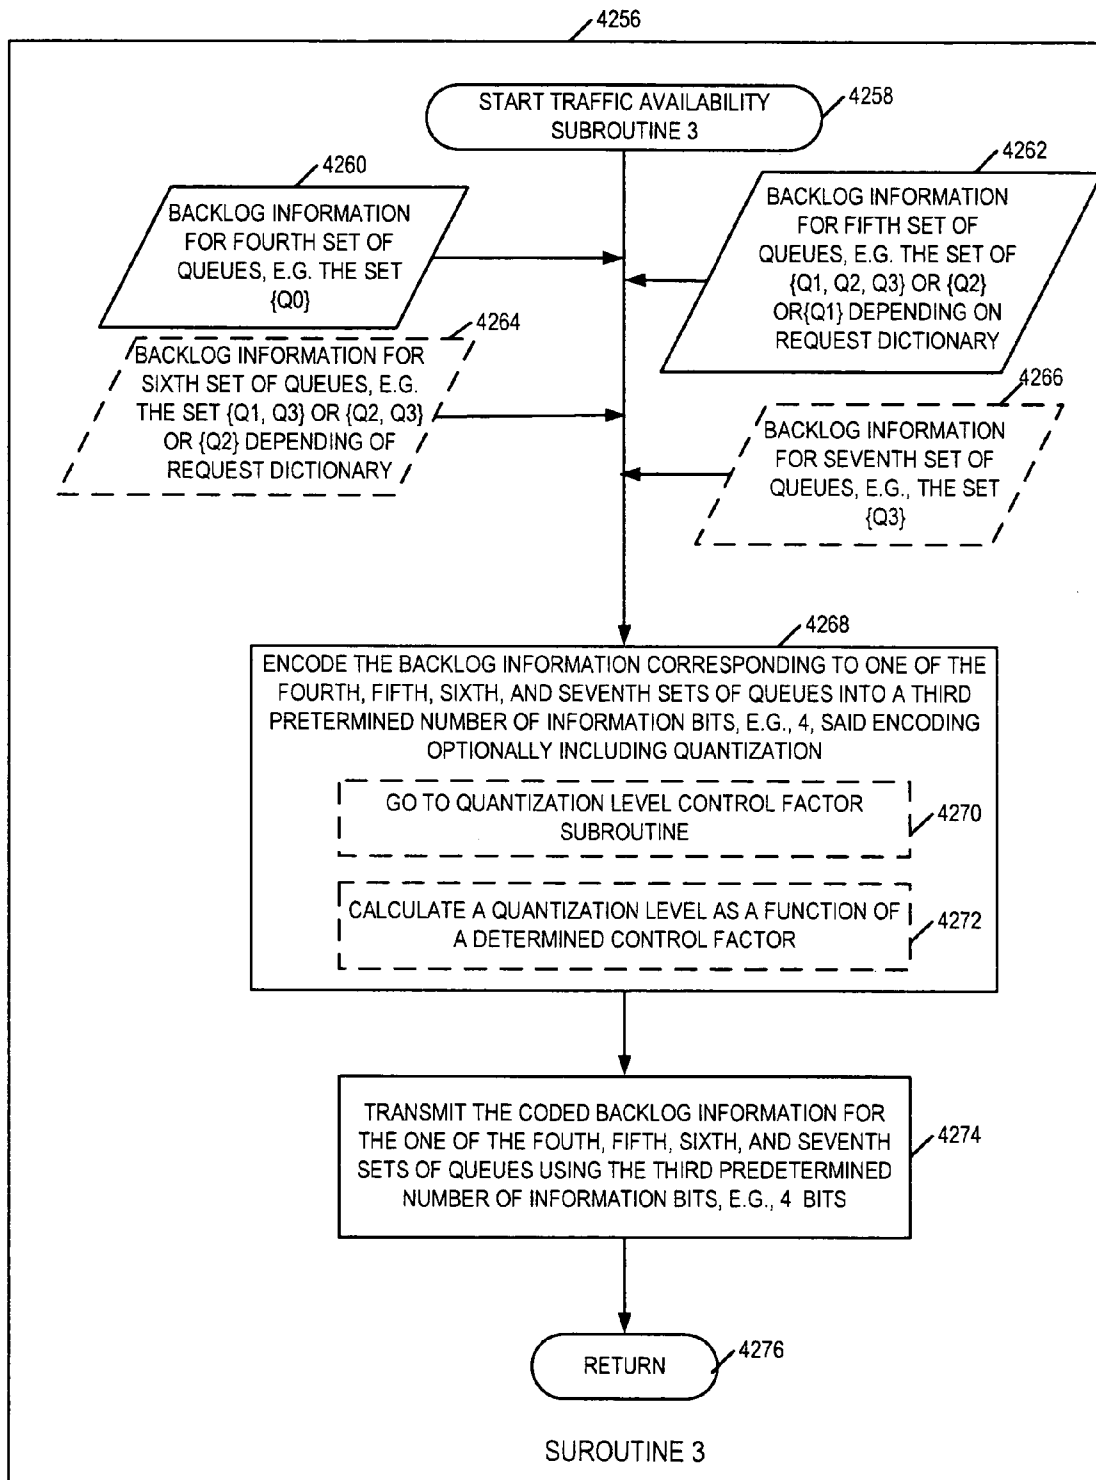 4256
START TRAFFIC AVAILABILITY
SUBROUTINE 3
4258
4260
BACKLOG INFORMATION
FOR FOURTH SET OF
QUEUES, E.G. THE SET
{Q0}
4262
BACKLOG INFORMATION
FOR FIFTH SET OF
QUEUES, E.G. THE SET OF
{Q1, Q2, Q3} OR {Q2}
OR{Q1} DEPENDING ON
REQUEST DICTIONARY
4264
BACKLOG INFORMATION FOR
SIXTH SET OF QUEUES, E.G.
THE SET {Q1, Q3} OR {Q2, Q3}
OR {Q2} DEPENDING OF
REQUEST DICTIONARY
4266
BACKLOG INFORMATION
FOR SEVENTH SET OF
QUEUES, E.G., THE SET
{Q3}
4268
ENCODE THE BACKLOG INFORMATION CORRESPONDING TO ONE OF THE
FOURTH, FIFTH, SIXTH, AND SEVENTH SETS OF QUEUES INTO A THIRD
PRETERMINED NUMBER OF INFORMATION BITS, E.G., 4, SAID ENCODING
OPTIONALLY INCLUDING QUANTIZATION
GO TO QUANTIZATION LEVEL CONTROL FACTOR
SUBROUTINE
4270
CALCULATE A QUANTIZATION LEVEL AS A FUNCTION OF
A DETERMINED CONTROL FACTOR
4272
TRANSMIT THE CODED BACKLOG INFORMATION FOR
THE ONE OF THE FOUTH, FIFTH, SIXTH, AND SEVENTH
SETS OF QUEUES USING THE THIRD PREDETERMINED
NUMBER OF INFORMATION BITS, E.G., 4 BITS
4274
RETURN
4276
SUROUTINE 3